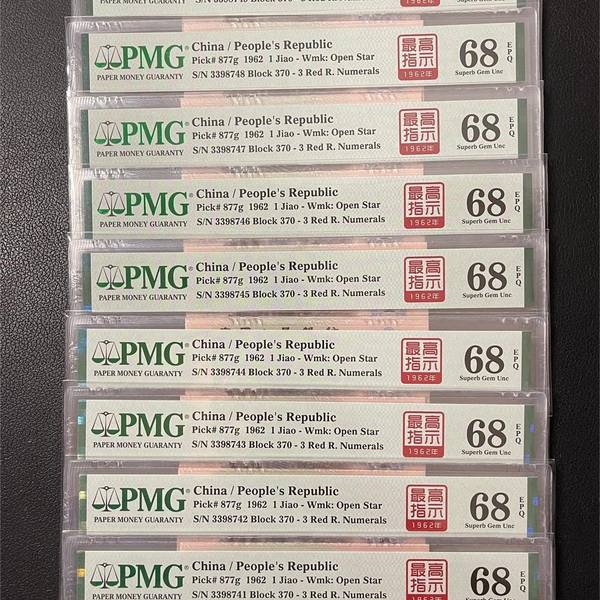 S/N 3398749 Block 370 - 3 Red R. Numerals
PMG
PAPER MONEY GUARANTY
China / People's Republic
Pick# 877g 1962 1 Jiao - Wmk: Open Star
S/N 3398748 Block 370 - 3 Red R. Numerals
最高
指示
1962年
68 EPQ
Superb Gem Unc
PMG
PAPER MONEY GUARANTY
China / People's Republic
Pick# 877g 1962 1 Jiao - Wmk: Open Star
S/N 3398747 Block 370 - 3 Red R. Numerals
最高
指示
1962年
68 EPQ
Superb Gem Unc
PMG
PAPER MONEY GUARANTY
China / People's Republic
Pick# 877g 1962 1 Jiao - Wmk: Open Star
S/N 3398746 Block 370 - 3 Red R. Numerals
最高
指示
1962年
68 EPQ
Superb Gem Unc
PMG
PAPER MONEY GUARANTY
China / People's Republic
Pick# 877g 1962 1 Jiao - Wmk: Open Star
S/N 3398745 Block 370 - 3 Red R. Numerals
最高
指示
1962年
68 EPQ
Superb Gem Unc
PMG
PAPER MONEY GUARANTY
China / People's Republic
Pick# 877g 1962 1 Jiao - Wmk: Open Star
S/N 3398744 Block 370 - 3 Red R. Numerals
最高
指示
1962年
68 EPQ
Superb Gem Unc
PMG
PAPER MONEY GUARANTY
China / People's Republic
Pick# 877g 1962 1 Jiao - Wmk: Open Star
S/N 3398743 Block 370 - 3 Red R. Numerals
最高
指示
1962年
68 EPQ
Superb Gem Unc
PMG
PAPER MONEY GUARANTY
China / People's Republic
Pick# 877g 1962 1 Jiao - Wmk: Open Star
S/N 3398742 Block 370 - 3 Red R. Numerals
最高
指示
1962年
68 EPQ
Superb Gem Unc
PMG
PAPER MONEY GUARANTY
China / People's Republic
Pick# 877g 1962 1 Jiao - Wmk: Open Star
S/N 3398741 Block 370 - 3 Red R. Numerals
最高
指示
1962年
68 EPQ
Superb Gem Unc